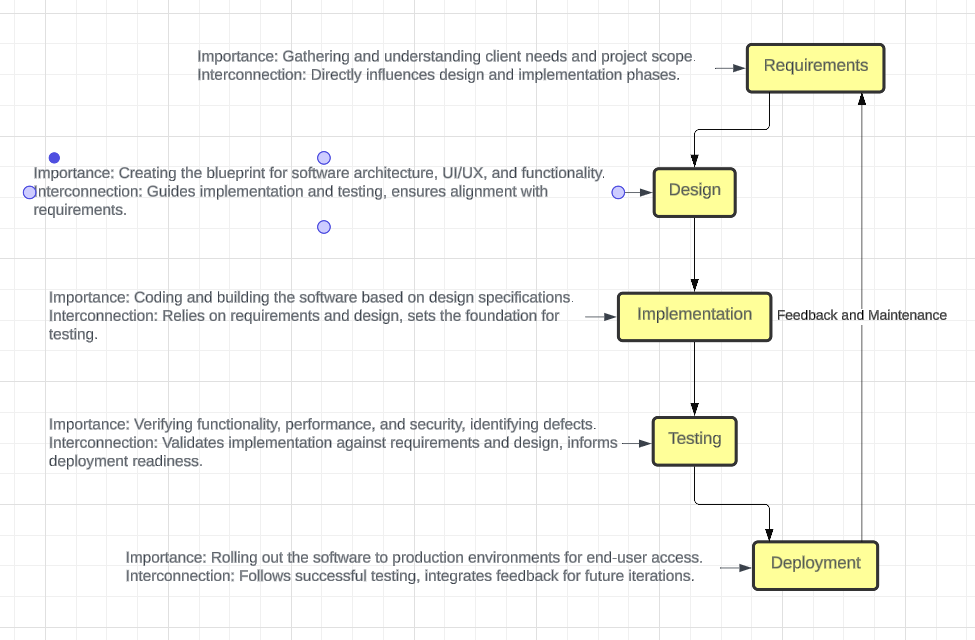 Importance: Gathering and understanding client needs and project scope.
Interconnection: Directly influences design and implementation phases.
Requirements
Importance: Creating the blueprint for software architecture, UI/UX, and functionality.
Interconnection: Guides implementation and testing, ensures alignment with
requirements.
Design
Importance: Coding and building the software based on design specifications.
Interconnection: Relies on requirements and design, sets the foundation for
testing.
Implementation
Feedback and Maintenance
Importance: Verifying functionality, performance, and security, identifying defects.
Interconnection: Validates implementation against requirements and design, informs
deployment readiness.
Testing
Importance: Rolling out the software to production environments for end-user access.
Interconnection: Follows successful testing, integrates feedback for future iterations.
Deployment